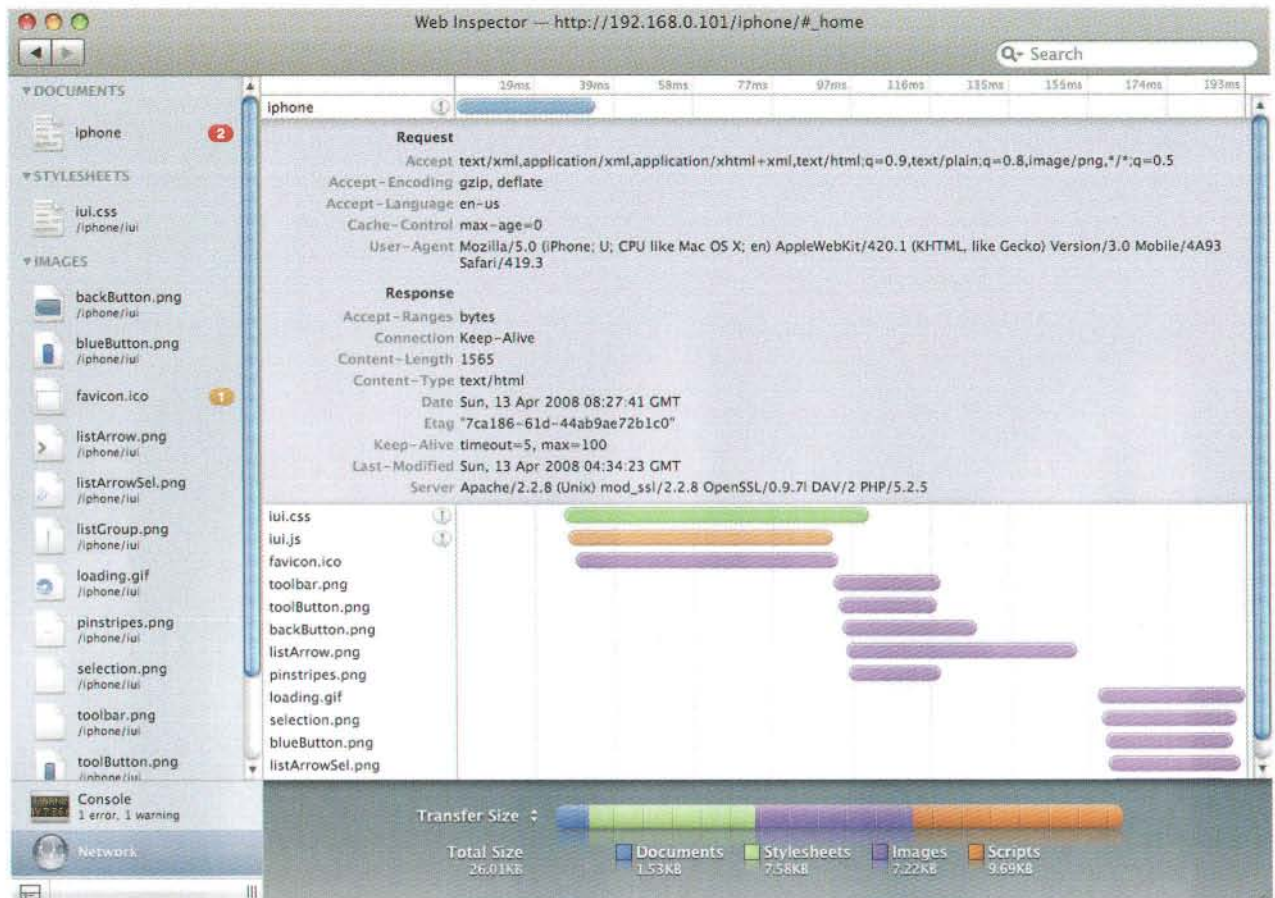 Web Inspector — http://192.168.0.101/iphone/#_home
Search
DOCUMENTS
iphone
2
STYLESHEETS
iui.css
/iphone/iui
IMAGES
backButton.png
/iphone/iui
blueButton.png
/iphone/iui
favicon.ico
1
listArrow.png
/iphone/iui
listArrowSel.png
/iphone/iui
listGroup.png
/iphone/iui
loading.gif
/iphone/iui
pinstripes.png
/iphone/iui
selection.png
/iphone/iui
toolbar.png
/iphone/iui
toolButton.png
/iphone/iui
Console
1 error, 1 warning
Network
19ms 39ms 58ms 77ms 97ms 116ms 135ms 155ms 174ms 193ms
iphone
Request
Accept text/xml,application/xml,application/xhtml+xml,text/html;q=0.9,text/plain;q=0.8,image/png,*/*;q=0.5
Accept-Encoding gzip, deflate
Accept-Language en-us
Cache-Control max-age=0
User-Agent Mozilla/5.0 (iPhone; U; CPU like Mac OS X; en) AppleWebKit/420.1 (KHTML, like Gecko) Version/3.0 Mobile/4A93
Safari/419.3
Response
Accept-Ranges bytes
Connection Keep-Alive
Content-Length 1565
Content-Type text/html
Date Sun, 13 Apr 2008 08:27:41 GMT
Etag "7ca186-61d-44ab9ae72b1c0"
Keep-Alive timeout=5, max=100
Last-Modified Sun, 13 Apr 2008 04:34:23 GMT
Server Apache/2.2.8 (Unix) mod_ssl/2.2.8 OpenSSL/0.9.7l DAV/2 PHP/5.2.5
iui.css
iui.js
favicon.ico
toolbar.png
toolButton.png
backButton.png
listArrow.png
pinstripes.png
loading.gif
selection.png
blueButton.png
listArrowSel.png
Transfer Size
Total Size
26.01KB
Documents
1.53KB
Stylesheets
7.58KB
Images
7.22KB
Scripts
9.69KB